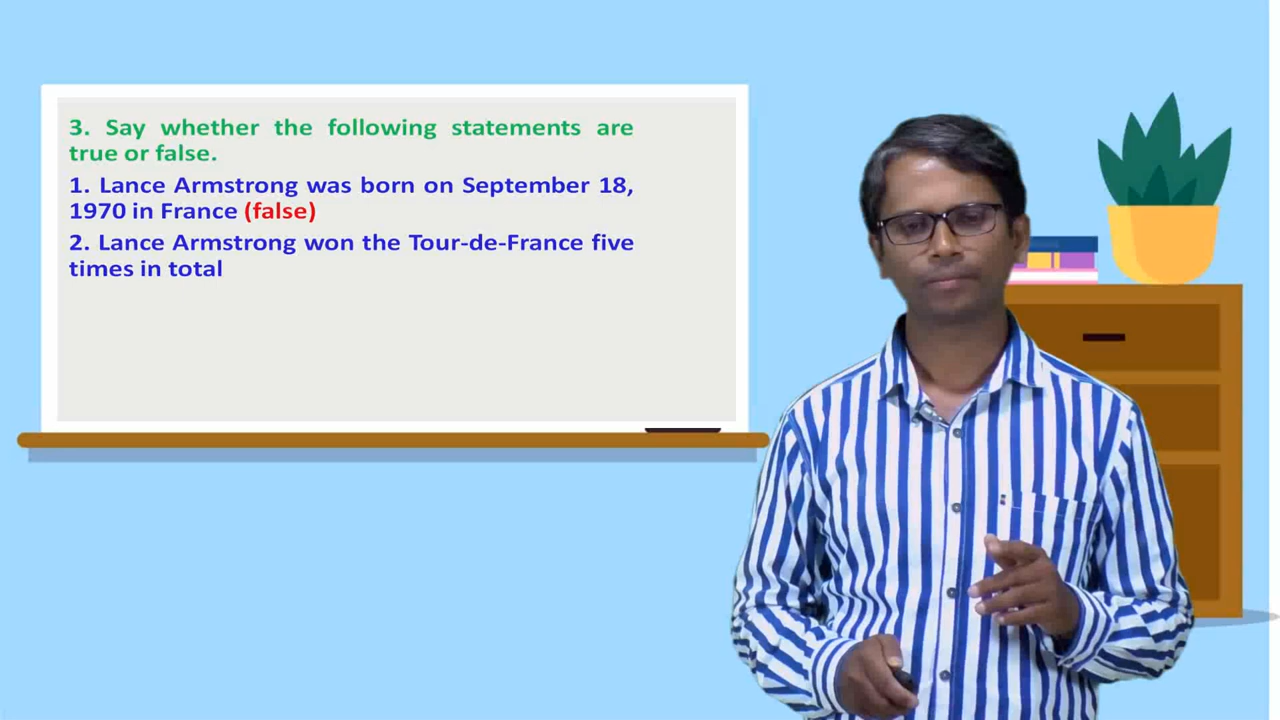 3. Say whether the following statements are
true or false.
1. Lance Armstrong was born on September 18,
1970 in France (false)
2. Lance Armstrong won the Tour-de-France five
times in total